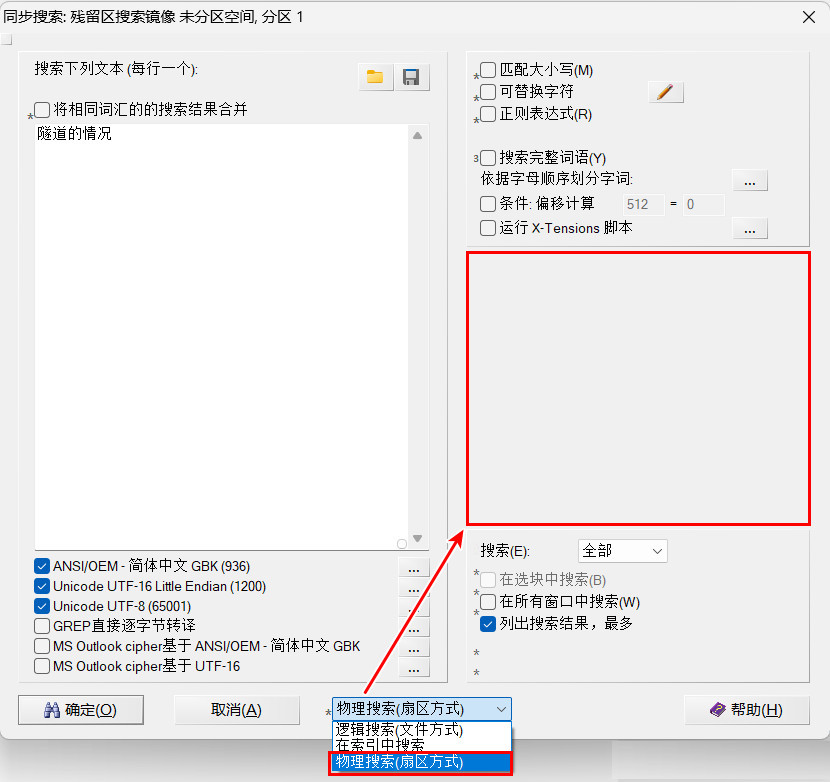 同步搜索: 残留区搜索镜像 未分区空间, 分区 1
搜索下列文本 (每行一个):
*将相同词汇的的搜索结果合并
隧道的情况
ANSI/OEM - 简体中文 GBK (936)
...
Unicode UTF-16 Little Endian (1200)
...
Unicode UTF-8 (65001)
...
GREP直接逐字节转译
...
MS Outlook cipher基于 ANSI/OEM - 简体中文 GBK
...
MS Outlook cipher基于 UTF-16
...
*匹配大小写(M)
*可替换字符
*正则表达式(R)
3搜索完整词语(Y)
依据字母顺序划分字词:
...
条件: 偏移计算 512 = 0
运行 X-Tensions 脚本
...
搜索(E): 全部
*在选块中搜索(B)
*在所有窗口中搜索(W)
*列出搜索结果，最多
*
*
确定(O)
取消(A)
*物理搜索(扇区方式)
逻辑搜索(文件方式)
在索引中搜索
物理搜索(扇区方式)
帮助(H)